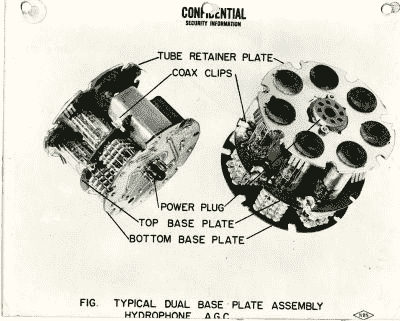 CONFIDENTIAL
SECURITY INFORMATION
TUBE RETAINER PLATE
COAX CLIPS
POWER PLUG
TOP BASE PLATE
BOTTOM BASE PLATE
FIG. TYPICAL DUAL BASE PLATE ASSEMBLY
HYDROPHONE A.G.C.
NBS